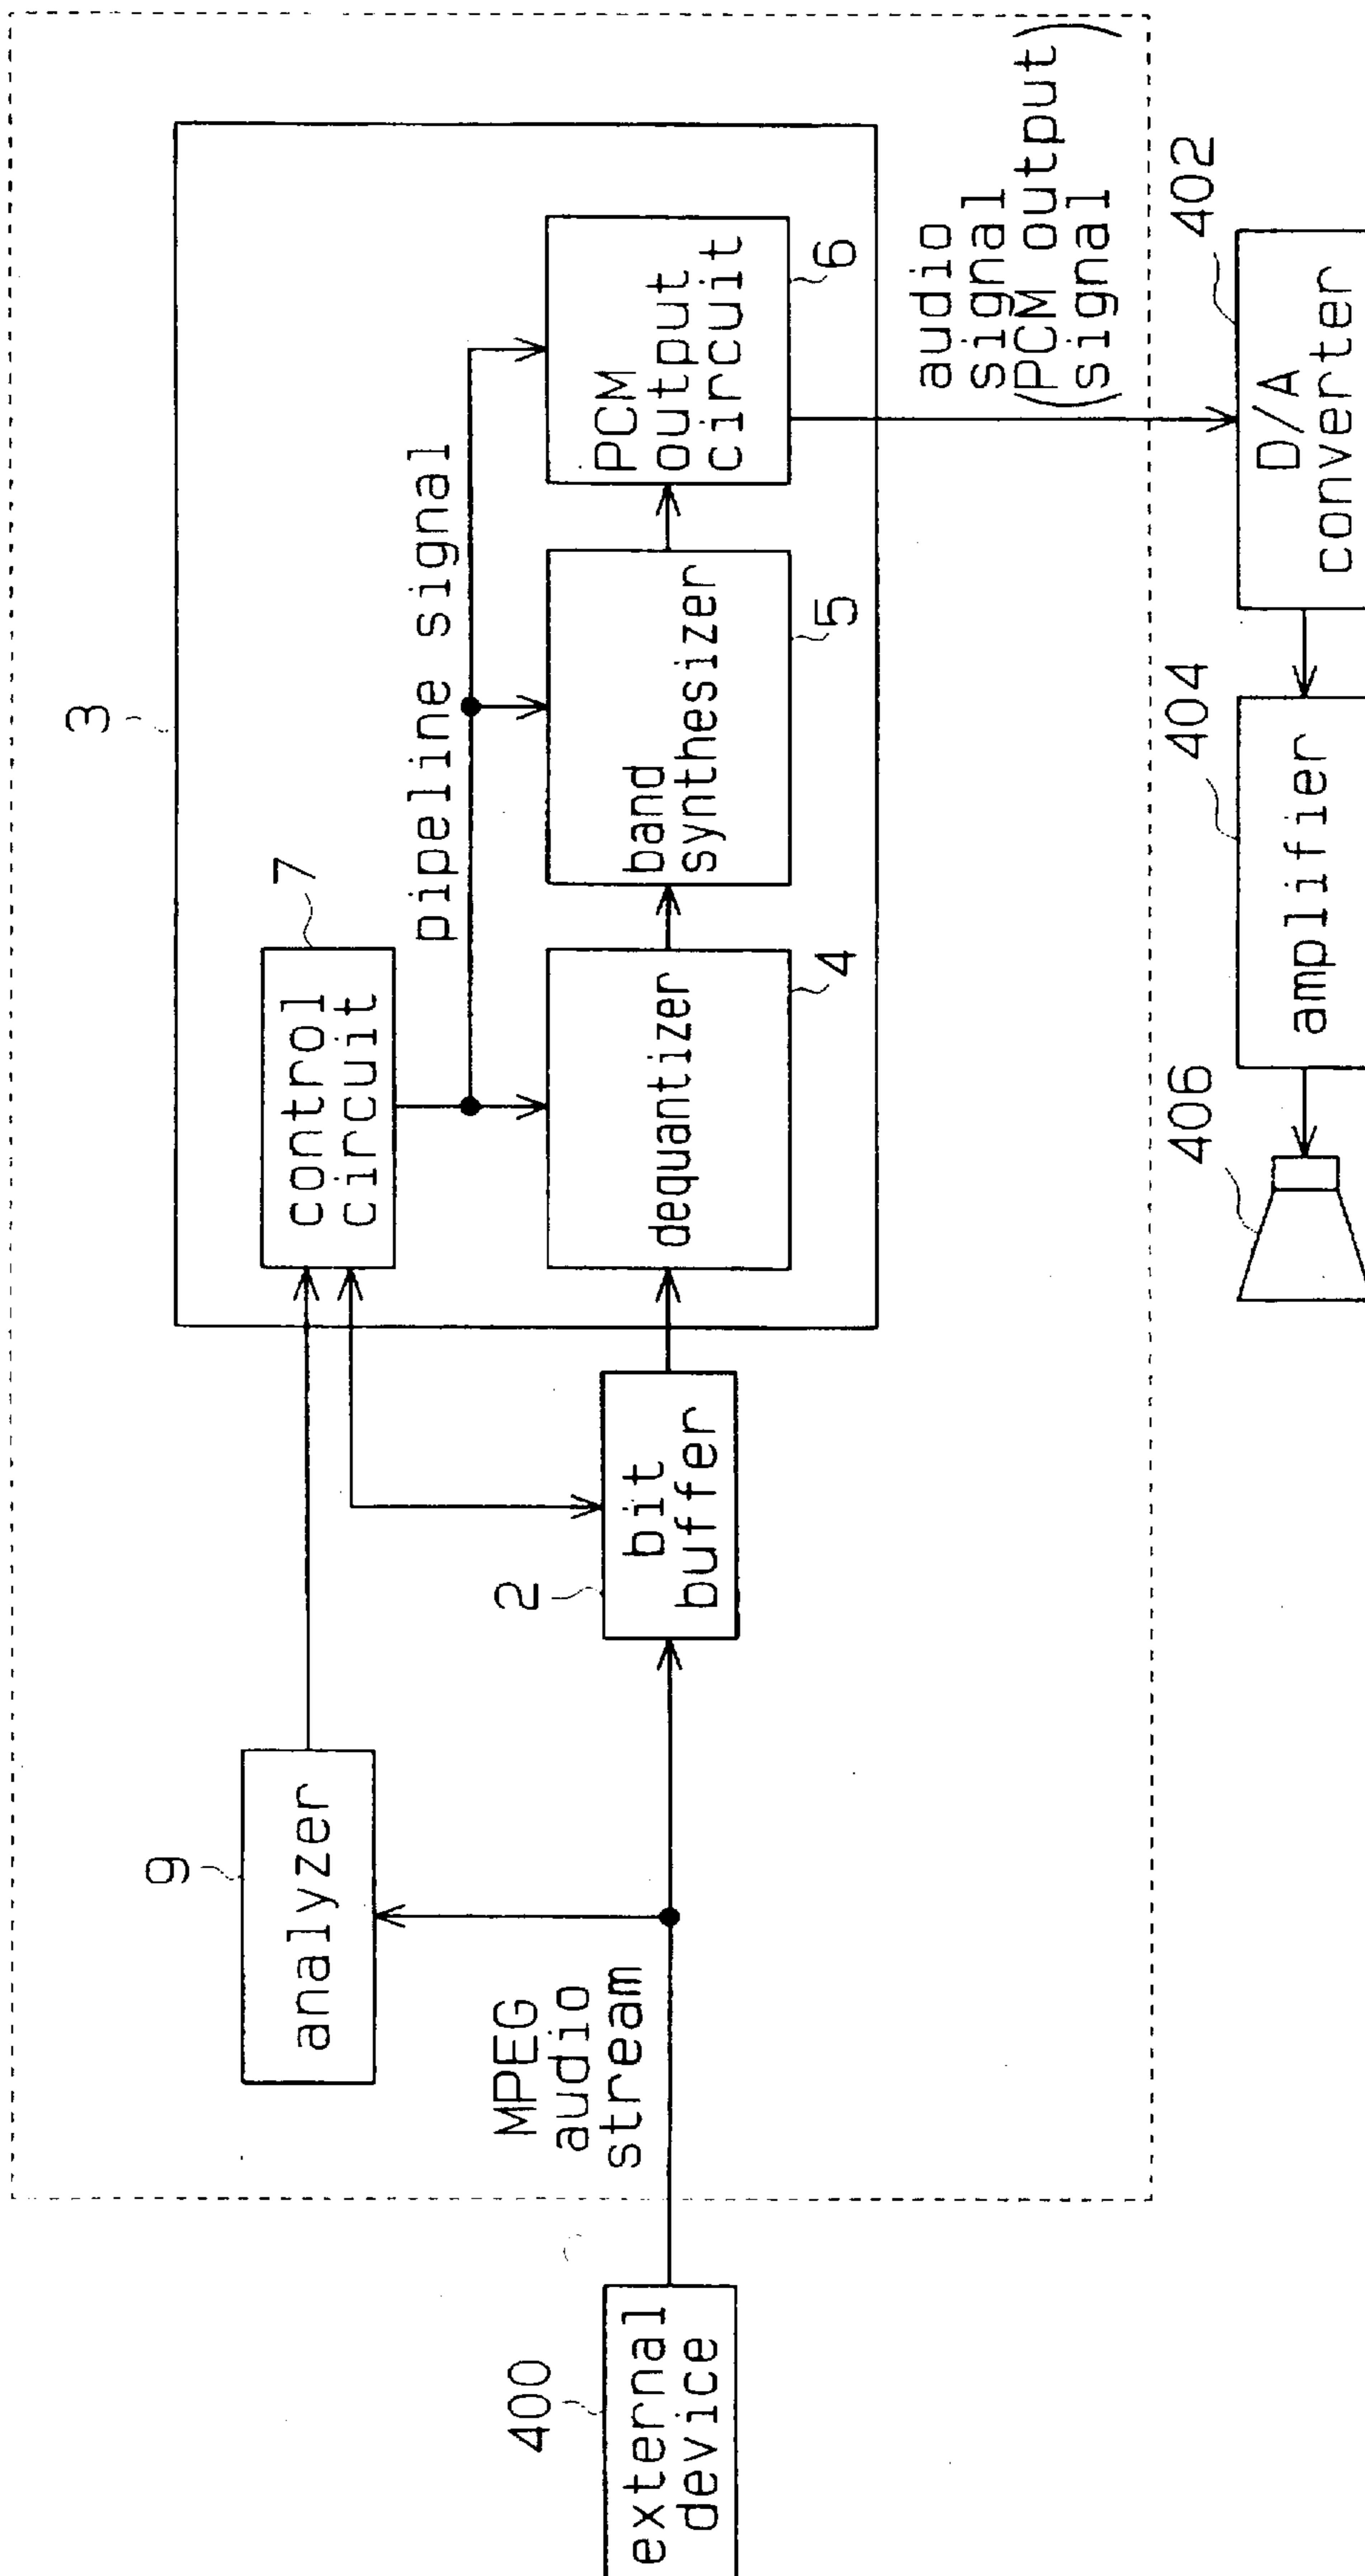 400
external
device
MPEG
audio
stream
9
analyzer
2
bit
buffer
3
7
control
circuit
pipeline signal
dequantizer
4
band
synthesizer
5
PCM
output
circuit
6
audio
signal
(PCM output)
(signal)
402
D/A
converter
404
amplifier
406